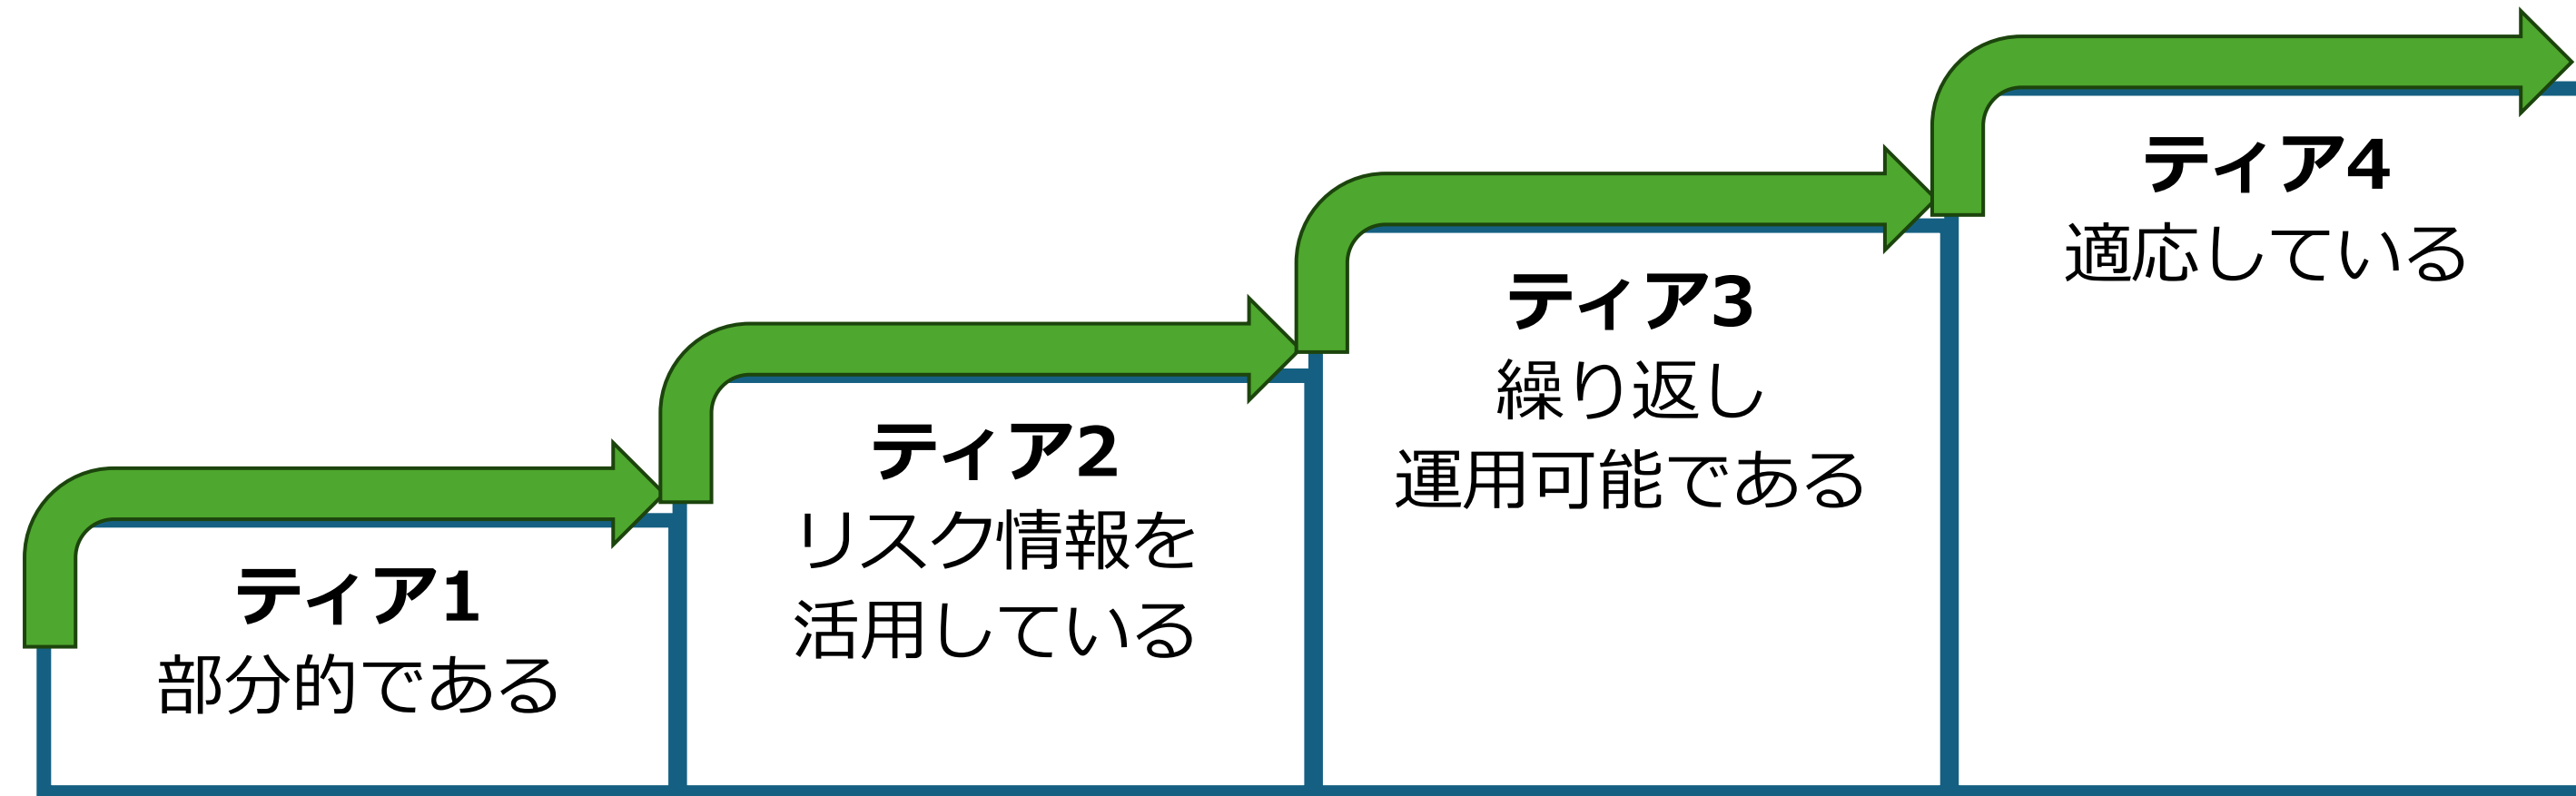 ティア1
部分的である
ティア2
リスク情報を
活用している
ティア3
繰り返し
運用可能である
ティア4
適応している